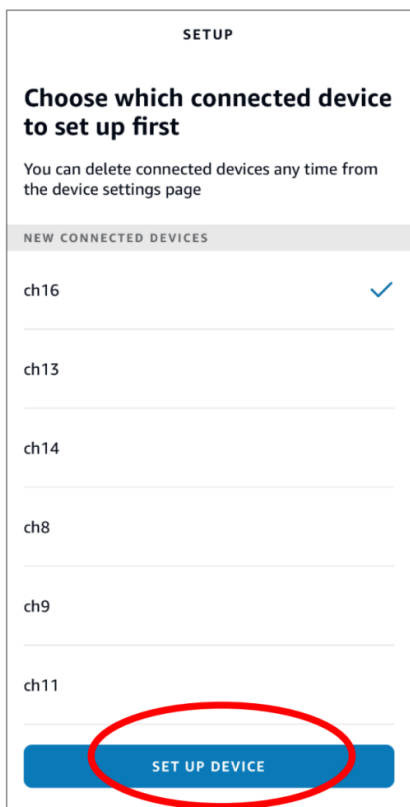 SETUP
Choose which connected device
to set up first
You can delete connected devices any time from
the device settings page
NEW CONNECTED DEVICES
ch16
ch13
ch14
ch8
ch9
ch11
SET UP DEVICE